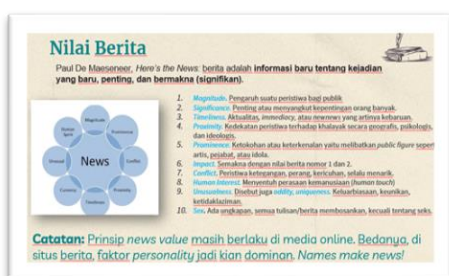 Nilai Berita
Paul De Maeseneer, Here's the News: berita adalah informasi baru tentang kejadian
yang baru, penting, dan bermakna (signifikan).
Magnitude
Prominence
Conflict
Proximity
Timeliness
Currency
Unusual
Human
Spirit
News
1. Magnitude. Pengaruh suatu peristiwa bagi publik
2. Significance. Penting atau menyangkut kepentingan orang banyak.
3. Timeliness. Aktualitas, immediacy, atau newnews yang artinya kebaruan.
4. Proximity. Kedekatan peristiwa terhadap khalayak secara geografis, psikologis,
dan ideologis.
5. Prominence. Ketokohan atau keterkenalan yaitu melibatkan public figure seperti
artis, pejabat, atau idola.
6. Impact. Semakna dengan nilai berita nomor 1 dan 2.
7. Conflict. Peristiwa ketegangan, perang, kericuhan, selalu menarik.
8. Human interest. Menyentuh perasaan kemanusiaan (human touch)
9. Unusualness. Disebut juga oddity, uniqueness. Keluarbiasaan, keunikan,
ketidaklaziman.
10. Sex. Ada ungkapan, semua tulisan/berita membosankan, kecuali tentang seks.
Catatan: Prinsip news value masih berlaku di media online. Bedanya, di
situs berita, faktor personality jadi kian dominan. Names make news!